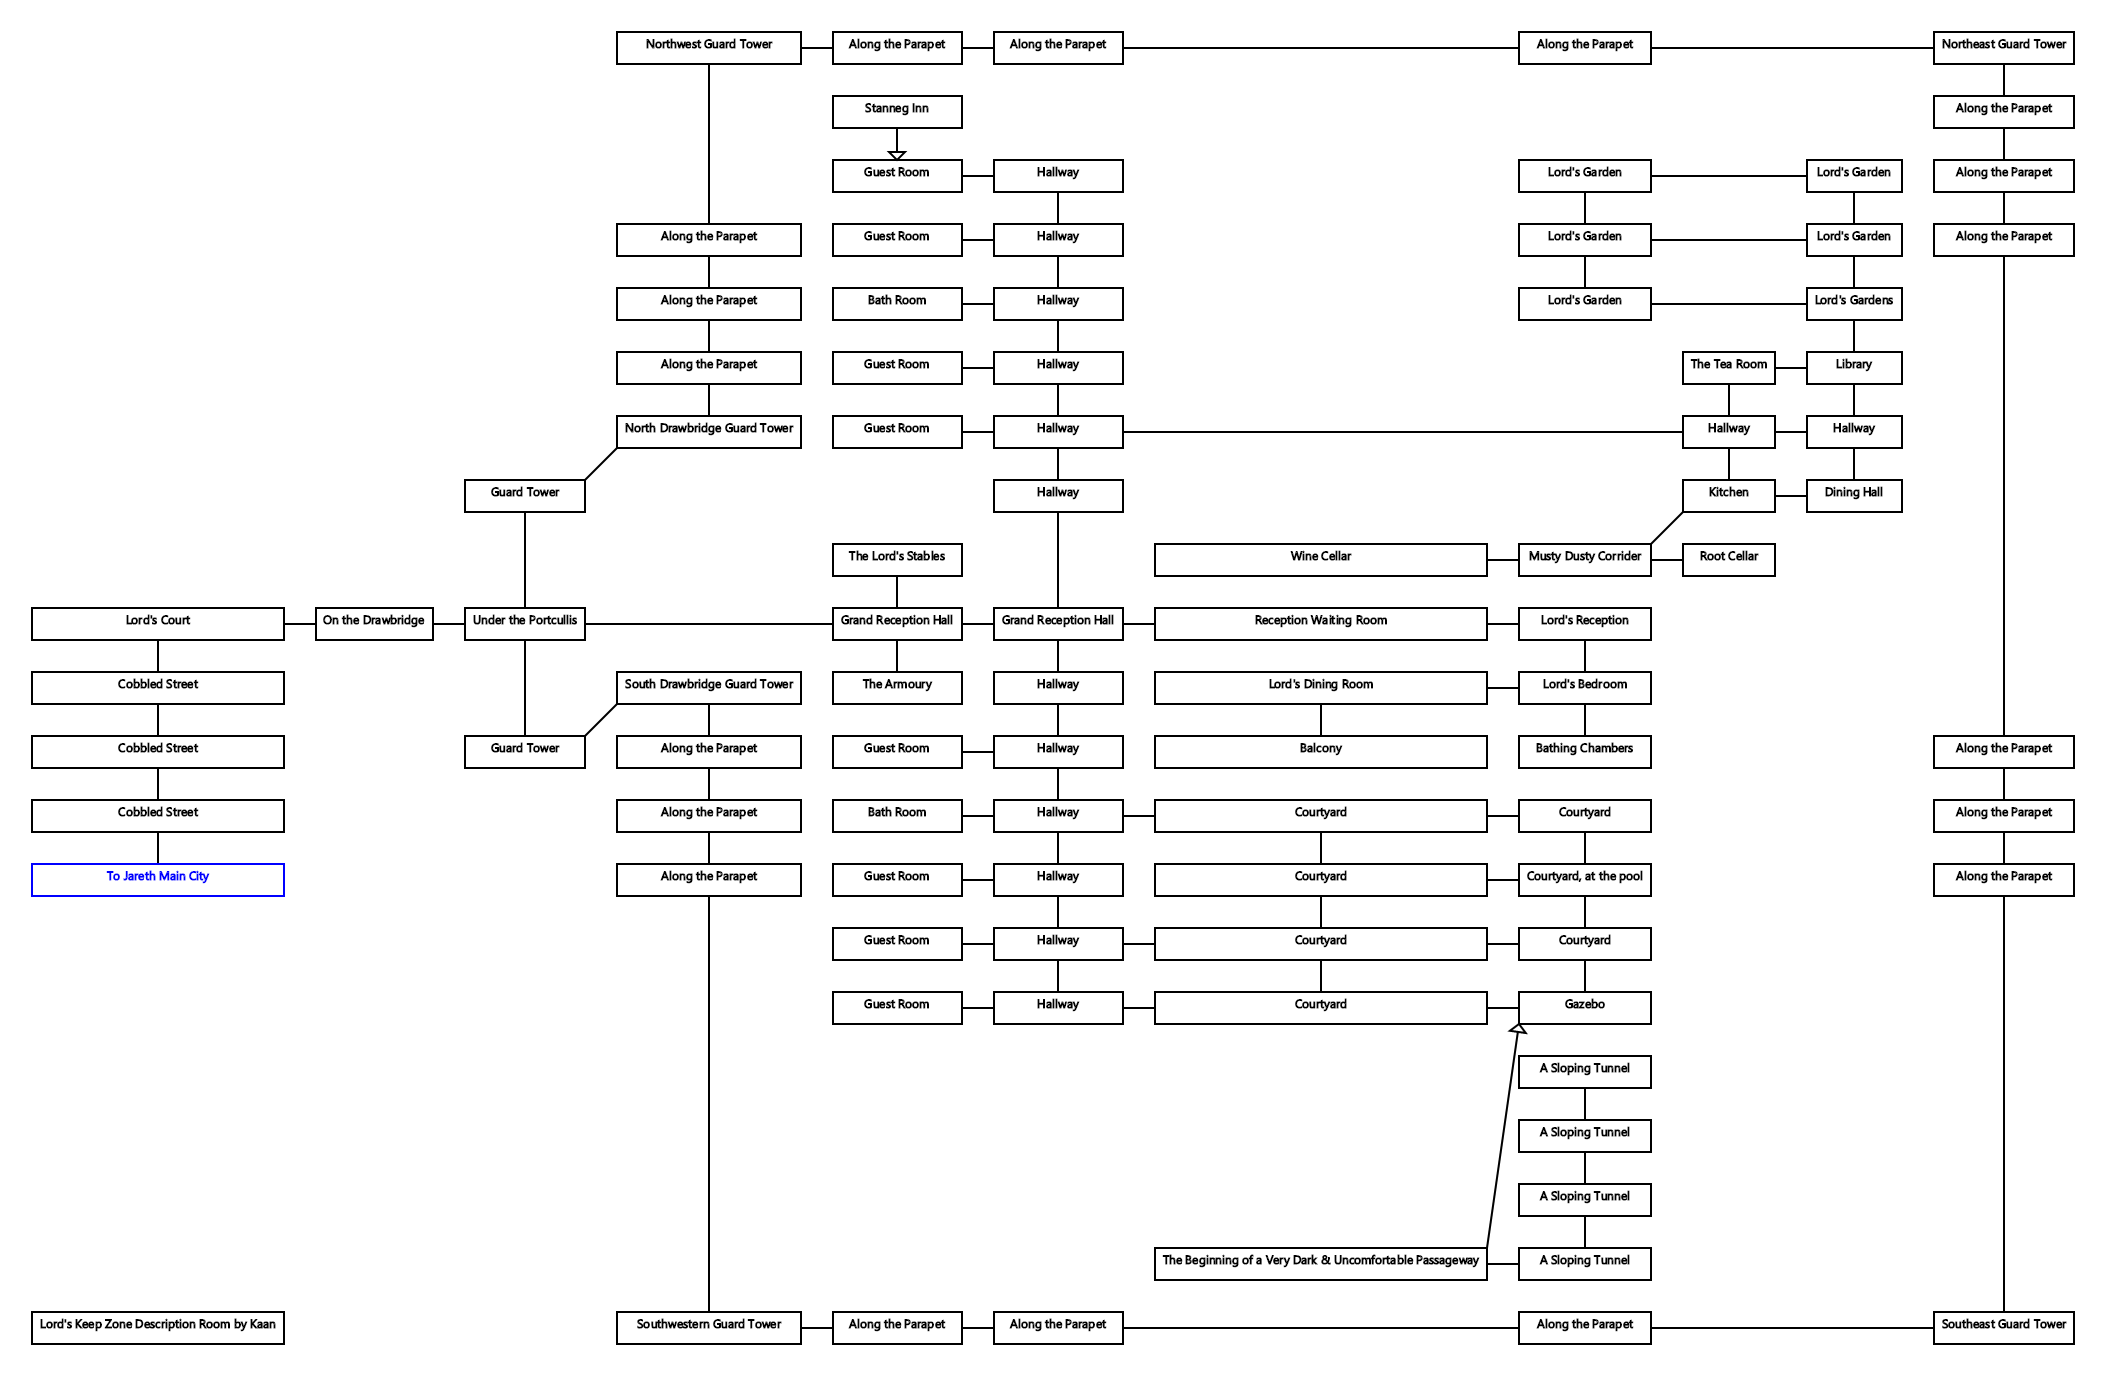 Northwest Guard Tower
Along the Parapet
Along the Parapet
Along the Parapet
Northeast Guard Tower
Stanneg Inn
Along the Parapet
Guest Room
Hallway
Lord's Garden
Lord's Garden
Along the Parapet
Along the Parapet
Guest Room
Hallway
Lord's Garden
Lord's Garden
Along the Parapet
Along the Parapet
Bath Room
Hallway
Lord's Garden
Lord's Gardens
Along the Parapet
Guest Room
Hallway
The Tea Room
Library
North Drawbridge Guard Tower
Guest Room
Hallway
Hallway
Hallway
Guard Tower
Hallway
Kitchen
Dining Hall
The Lord's Stables
Wine Cellar
Musty Dusty Corrider
Root Cellar
Lord's Court
On the Drawbridge
Under the Portcullis
Grand Reception Hall
Grand Reception Hall
Reception Waiting Room
Lord's Reception
Cobbled Street
South Drawbridge Guard Tower
The Armoury
Hallway
Lord's Dining Room
Lord's Bedroom
Cobbled Street
Guard Tower
Along the Parapet
Guest Room
Hallway
Balcony
Bathing Chambers
Along the Parapet
Cobbled Street
Along the Parapet
Bath Room
Hallway
Courtyard
Courtyard
Along the Parapet
To Jareth Main City
Along the Parapet
Guest Room
Hallway
Courtyard
Courtyard, at the pool
Along the Parapet
Guest Room
Hallway
Courtyard
Courtyard
Guest Room
Hallway
Courtyard
Gazebo
A Sloping Tunnel
A Sloping Tunnel
A Sloping Tunnel
The Beginning of a Very Dark & Uncomfortable Passageway
A Sloping Tunnel
Lord's Keep Zone Description Room by Kaan
Southwestern Guard Tower
Along the Parapet
Along the Parapet
Along the Parapet
Southeast Guard Tower